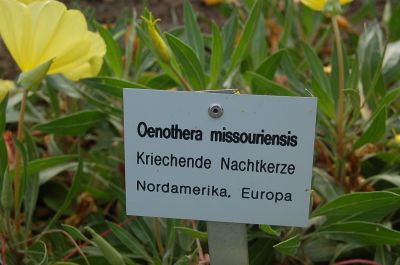 Oenothera missouriensis
Kriechende Nachtkerze
Nordamerika. Europa